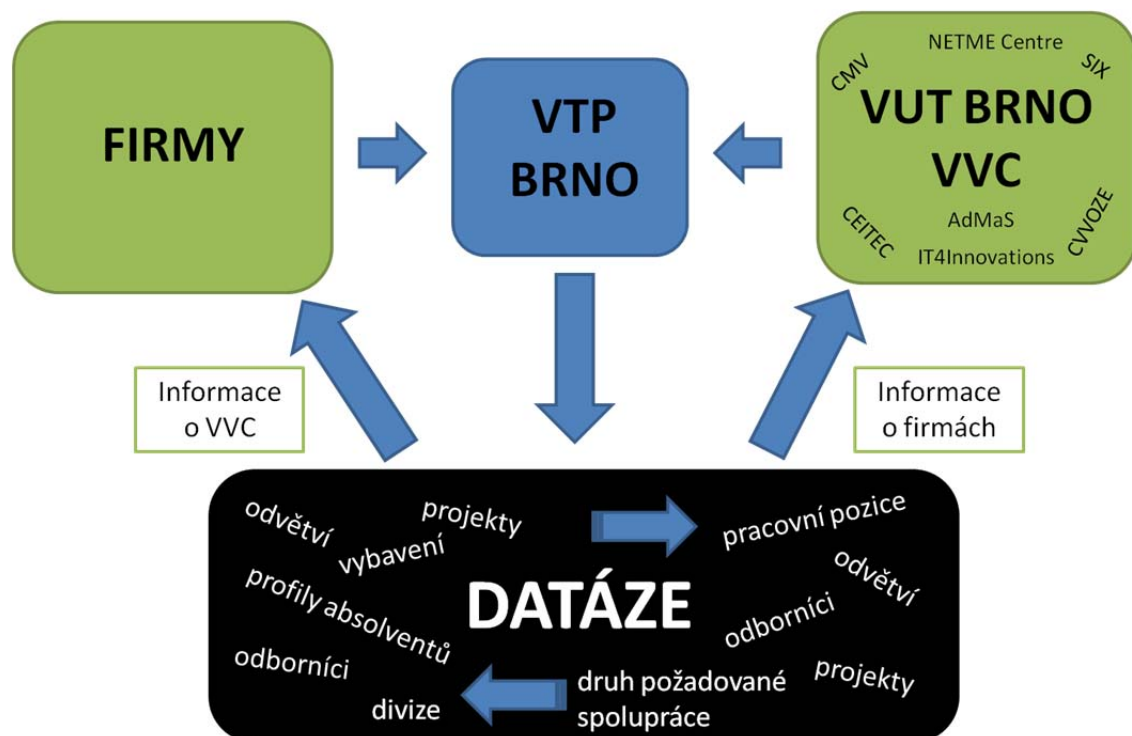 FIRMY
VTP
BRNO
NETME Centre
CMV
SIX
VUT BRNO
VVC
CEITEC
AdMaS
CVVOZE
IT4Innovations
Informace
o VVC
Informace
o firmách
odvětví
projekty
vybavení
profily absolventů
odborníci
divize
DATÁZE
pracovní pozice
odvětví
odborníci
projekty
druh požadované
spolupráce